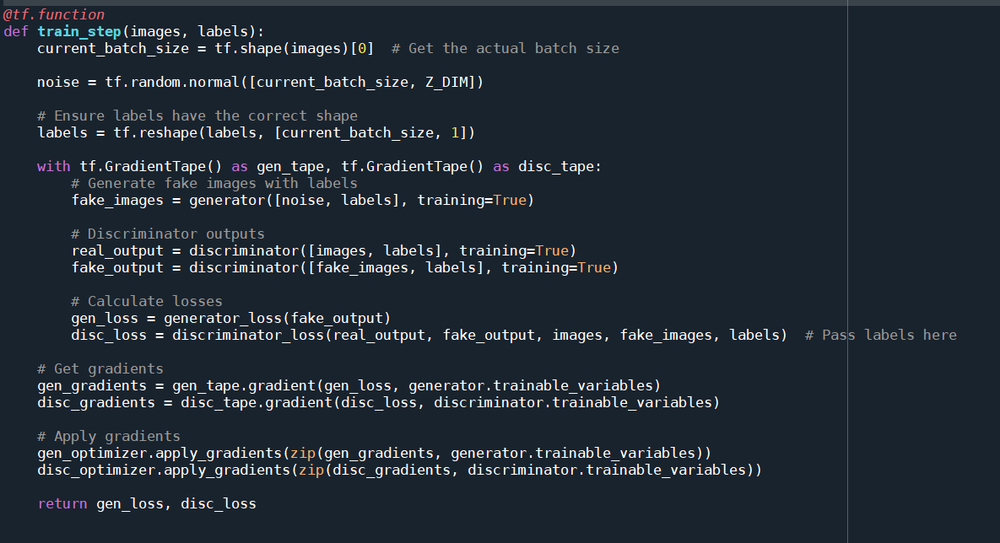 @tf.function
def train_step(images, labels):
    current_batch_size = tf.shape(images)[0]  # Get the actual batch size

    noise = tf.random.normal([current_batch_size, Z_DIM])

    # Ensure labels have the correct shape
    labels = tf.reshape(labels, [current_batch_size, 1])

    with tf.GradientTape() as gen_tape, tf.GradientTape() as disc_tape:
        # Generate fake images with labels
        fake_images = generator([noise, labels], training=True)

        # Discriminator outputs
        real_output = discriminator([images, labels], training=True)
        fake_output = discriminator([fake_images, labels], training=True)

        # Calculate losses
        gen_loss = generator_loss(fake_output)
        disc_loss = discriminator_loss(real_output, fake_output, images, fake_images, labels)  # Pass labels here

    # Get gradients
    gen_gradients = gen_tape.gradient(gen_loss, generator.trainable_variables)
    disc_gradients = disc_tape.gradient(disc_loss, discriminator.trainable_variables)

    # Apply gradients
    gen_optimizer.apply_gradients(zip(gen_gradients, generator.trainable_variables))
    disc_optimizer.apply_gradients(zip(disc_gradients, discriminator.trainable_variables))

    return gen_loss, disc_loss